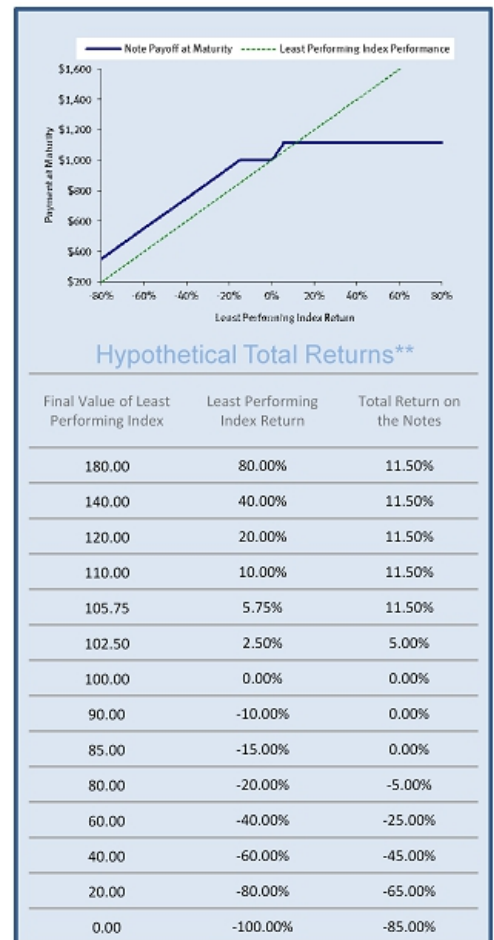 Note Payoff at Maturity Least Performing Index Performance
$1,600
$1,400
$1,200
$1,000
$800
$600
$400
$200
Payment at Maturity
-80% -60% -40% -20% 0% 20% 40% 60% 80%
Least Performing Index Return
Hypothetical Total Returns**
Final Value of Least Performing Index Least Performing Index Return Total Return on the Notes
180.00 80.00% 11.50%
140.00 40.00% 11.50%
120.00 20.00% 11.50%
110.00 10.00% 11.50%
105.75 5.75% 11.50%
102.50 2.50% 5.00%
100.00 0.00% 0.00%
90.00 -10.00% 0.00%
85.00 -15.00% 0.00%
80.00 -20.00% -5.00%
60.00 -40.00% -25.00%
40.00 -60.00% -45.00%
20.00 -80.00% -65.00%
0.00 -100.00% -85.00%